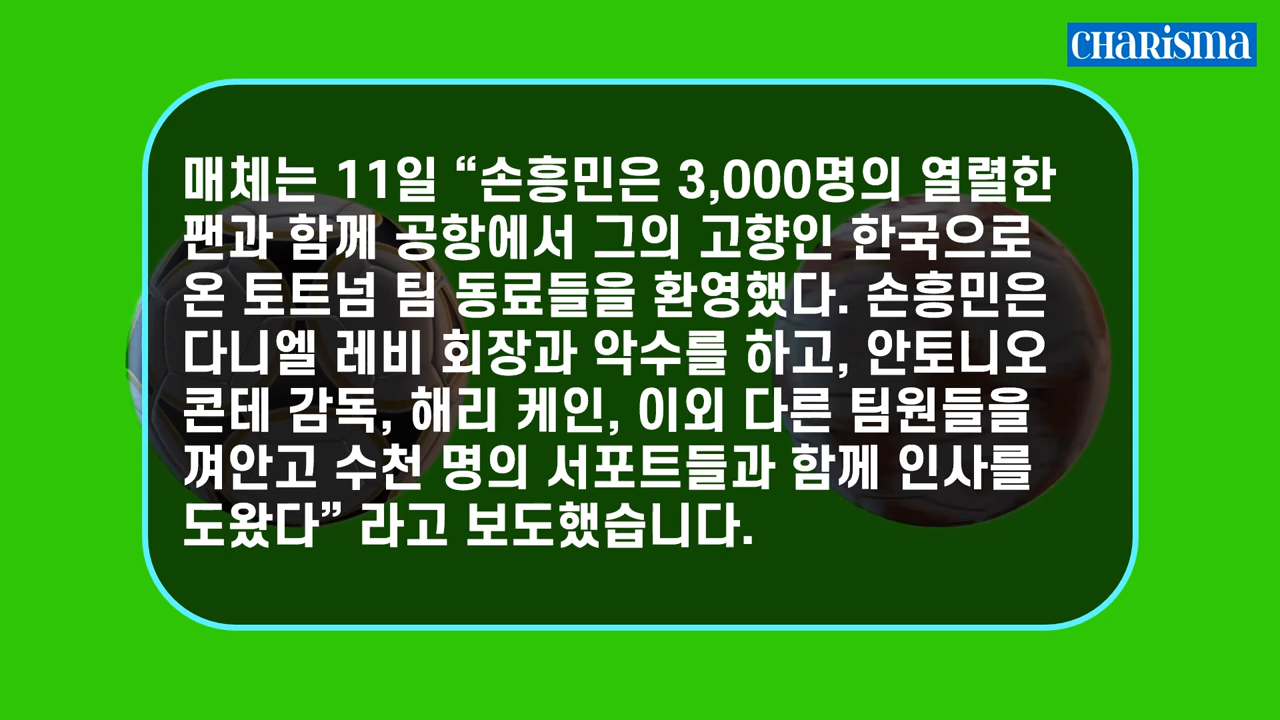 CHARISMA
매체는 11일 “손흥민은 3,000명의 열렬한
팬과 함께 공항에서 그의 고향인 한국으로
온 토트넘 팀 동료들을 환영했다. 손흥민은
다니엘 레비 회장과 악수를 하고, 안토니오
콘테 감독, 해리 케인, 이외 다른 팀원들을
껴안고 수천 명의 서포트들과 함께 인사를
도왔다” 라고 보도했습니다.